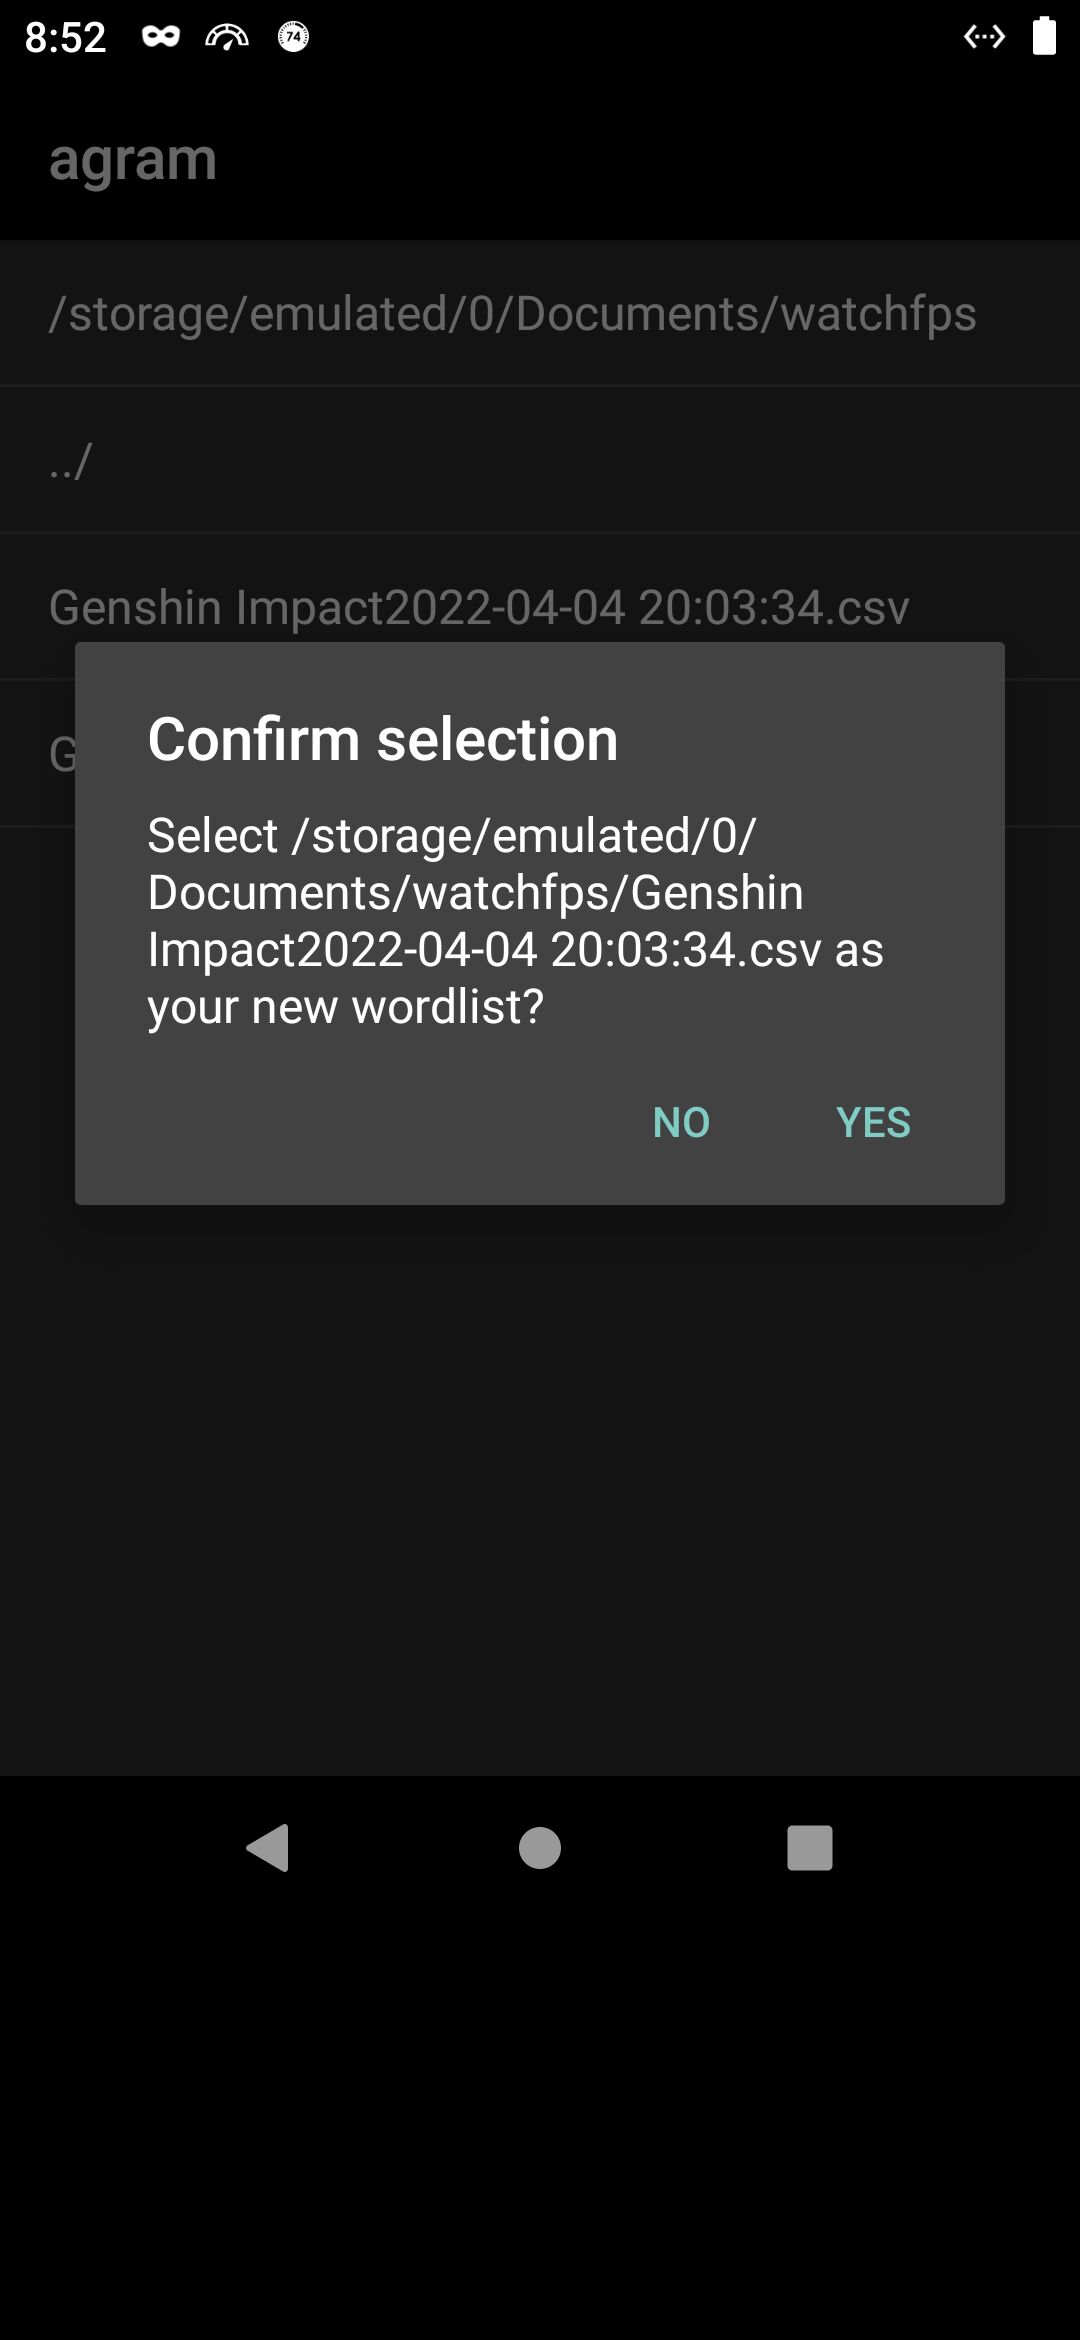 8:52
74
agram
/storage/emulated/0/Documents/watchfps
../
Genshin Impact2022-04-04 20:03:34.csv
G
Confirm selection
Select /storage/emulated/0/
Documents/watchfps/Genshin
Impact2022-04-04 20:03:34.csv as
your new wordlist?
NO YES